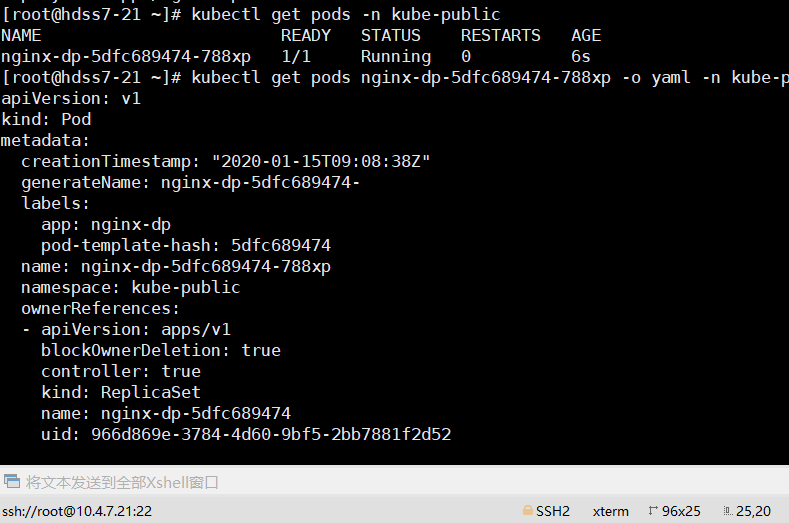 [root@hdss7-21 ~]# kubectl get pods -n kube-public
NAME                        READY   STATUS    RESTARTS   AGE
nginx-dp-5dfc689474-788xp   1/1     Running   0          6s
[root@hdss7-21 ~]# kubectl get pods nginx-dp-5dfc689474-788xp -o yaml -n kube-p
apiVersion: v1
kind: Pod
metadata:
  creationTimestamp: "2020-01-15T09:08:38Z"
  generateName: nginx-dp-5dfc689474-
  labels:
    app: nginx-dp
    pod-template-hash: 5dfc689474
  name: nginx-dp-5dfc689474-788xp
  namespace: kube-public
  ownerReferences:
  - apiVersion: apps/v1
    blockOwnerDeletion: true
    controller: true
    kind: ReplicaSet
    name: nginx-dp-5dfc689474
    uid: 966d869e-3784-4d60-9bf5-2bb7881f2d52
将文本发送到全部Xshell窗口
ssh://root@10.4.7.21:22 SSH2 xterm 96x25 25,20